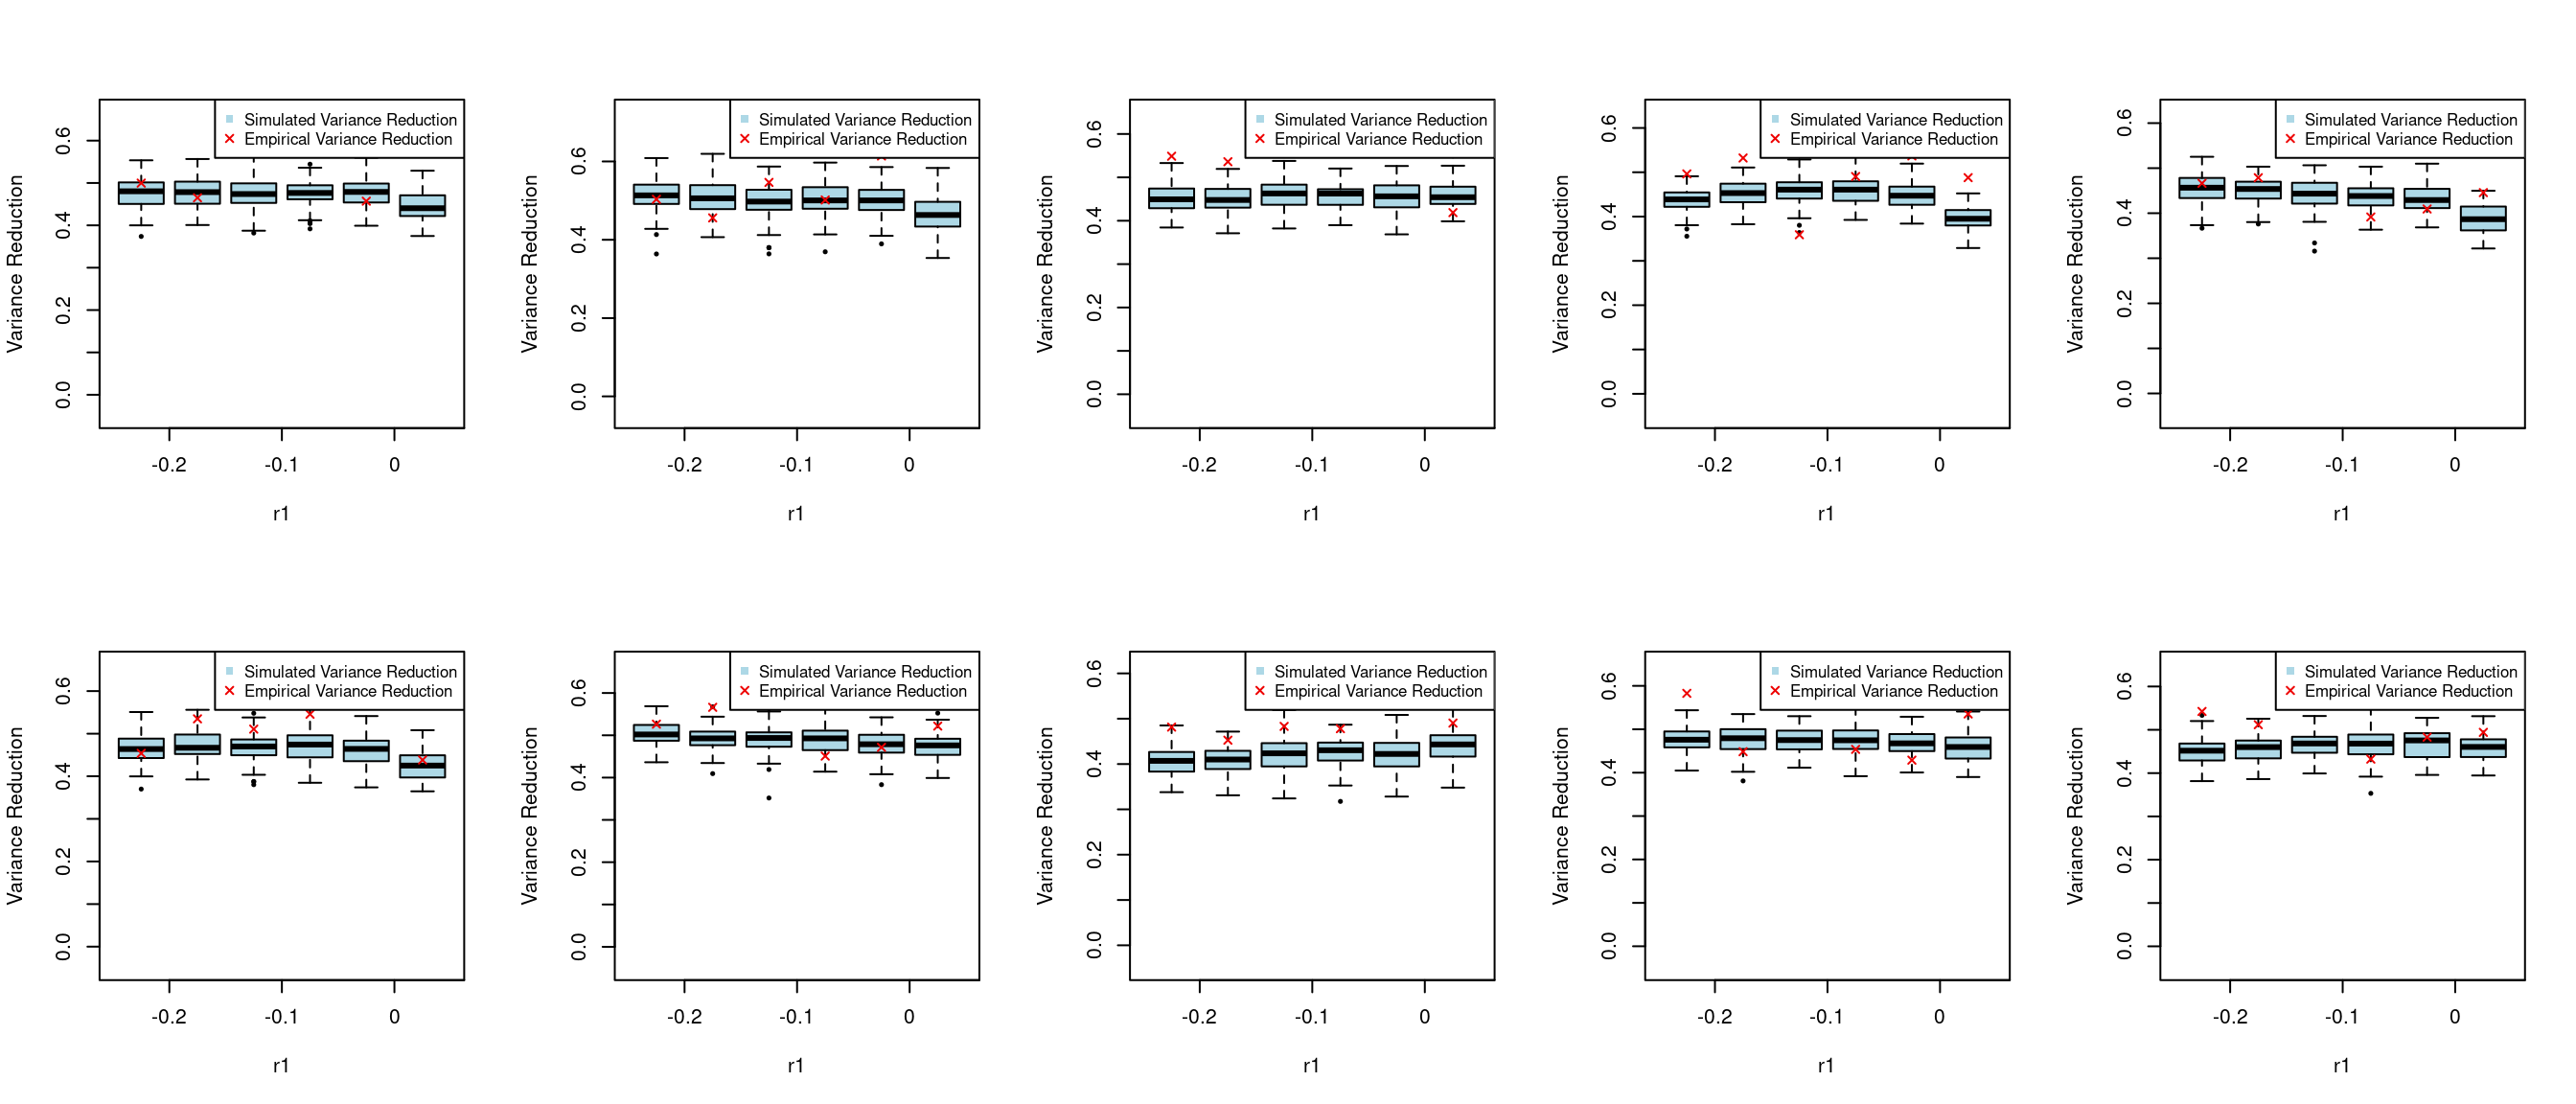 Simulated Variance Reduction
Empirical Variance Reduction
Variance Reduction
0.0 0.2 0.4 0.6
-0.2 -0.1 0
r1
Simulated Variance Reduction
Empirical Variance Reduction
Variance Reduction
0.0 0.2 0.4 0.6
-0.2 -0.1 0
r1
Simulated Variance Reduction
Empirical Variance Reduction
Variance Reduction
0.0 0.2 0.4 0.6
-0.2 -0.1 0
r1
Simulated Variance Reduction
Empirical Variance Reduction
Variance Reduction
0.0 0.2 0.4 0.6
-0.2 -0.1 0
r1
Simulated Variance Reduction
Empirical Variance Reduction
Variance Reduction
0.0 0.2 0.4 0.6
-0.2 -0.1 0
r1
Simulated Variance Reduction
Empirical Variance Reduction
Variance Reduction
0.0 0.2 0.4 0.6
-0.2 -0.1 0
r1
Simulated Variance Reduction
Empirical Variance Reduction
Variance Reduction
0.0 0.2 0.4 0.6
-0.2 -0.1 0
r1
Simulated Variance Reduction
Empirical Variance Reduction
Variance Reduction
0.0 0.2 0.4 0.6
-0.2 -0.1 0
r1
Simulated Variance Reduction
Empirical Variance Reduction
Variance Reduction
0.0 0.2 0.4 0.6
-0.2 -0.1 0
r1
Simulated Variance Reduction
Empirical Variance Reduction
Variance Reduction
0.0 0.2 0.4 0.6
-0.2 -0.1 0
r1